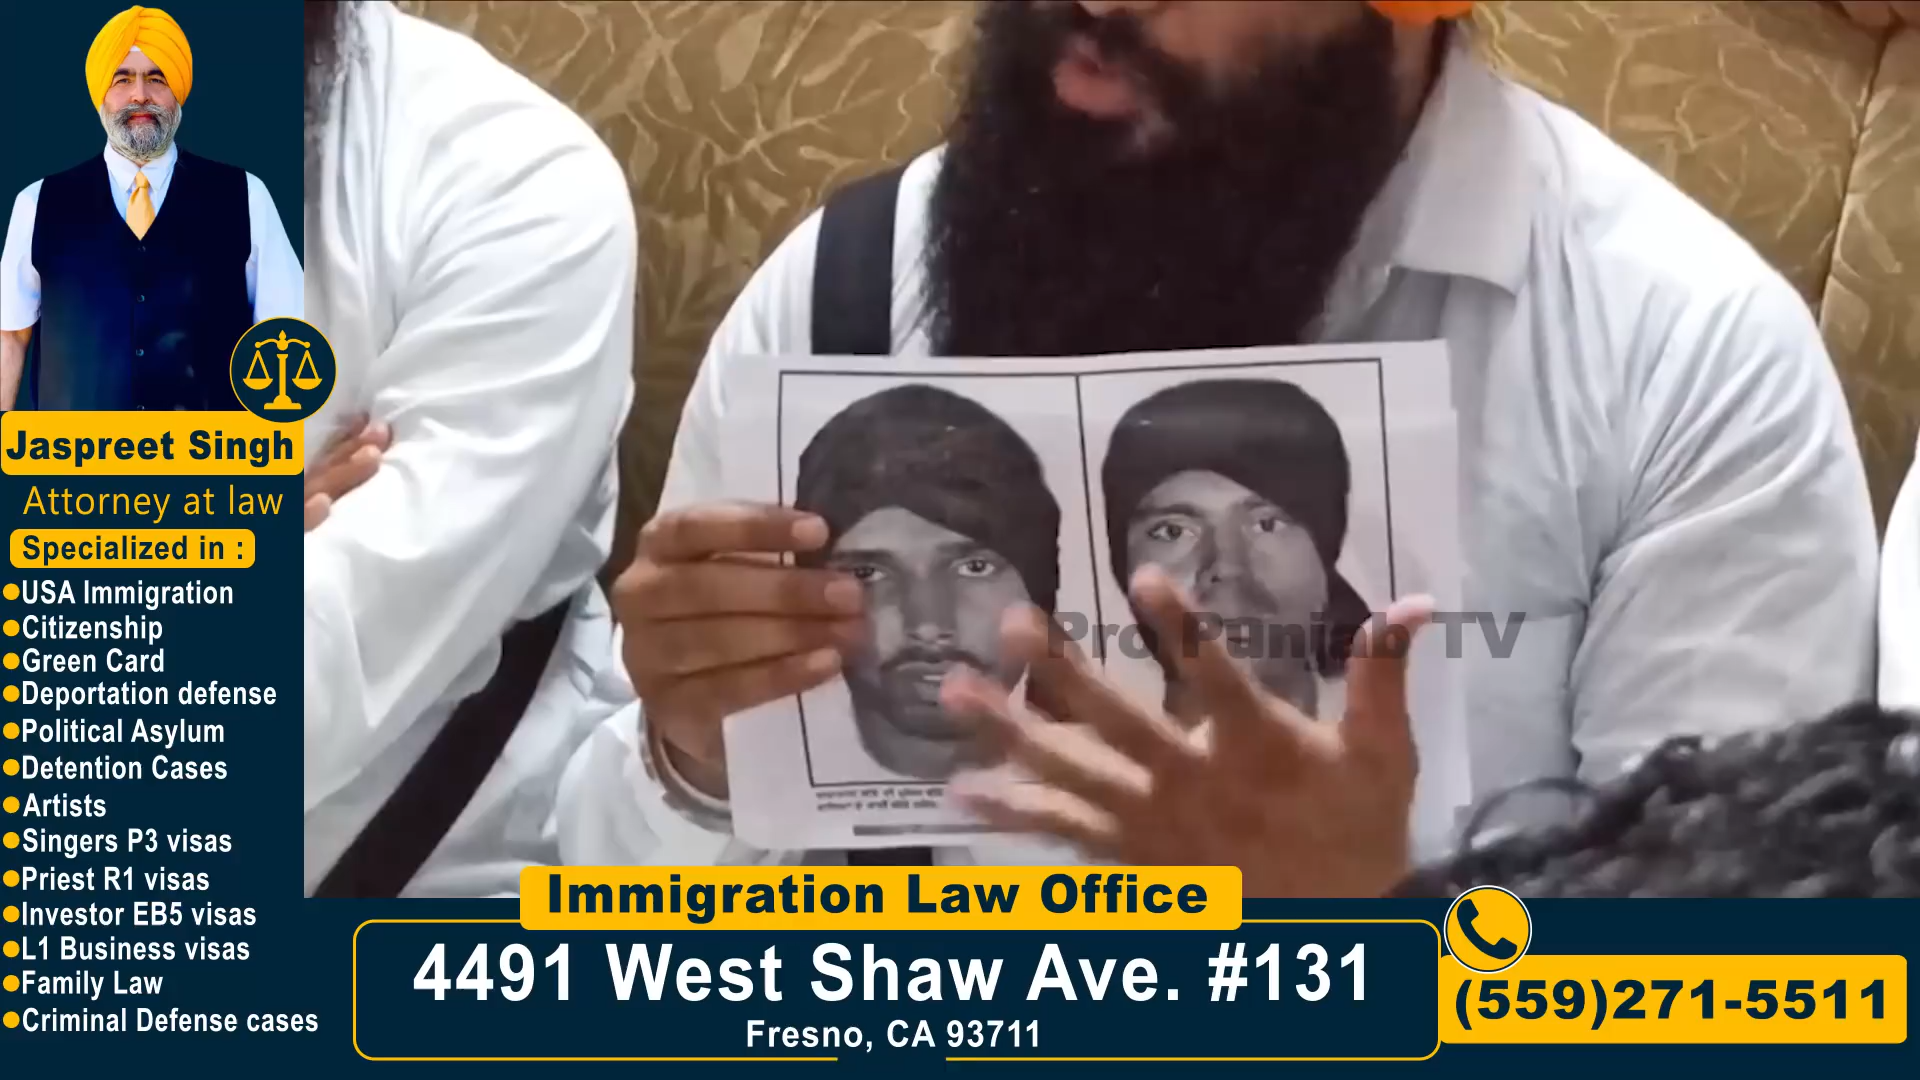 Jaspreet Singh
Attorney at law
Specialized in :
USA Immigration
Citizenship
Green Card
Deportation defense
Political Asylum
Detention Cases
Artists
Singers P3 visas
Priest R1 visas
Investor EB5 visas
L1 Business visas
Family Law
Criminal Defense cases
Pro Punjab TV
Immigration Law Office
4491 West Shaw Ave. #131
Fresno, CA 93711
(559)271-5511